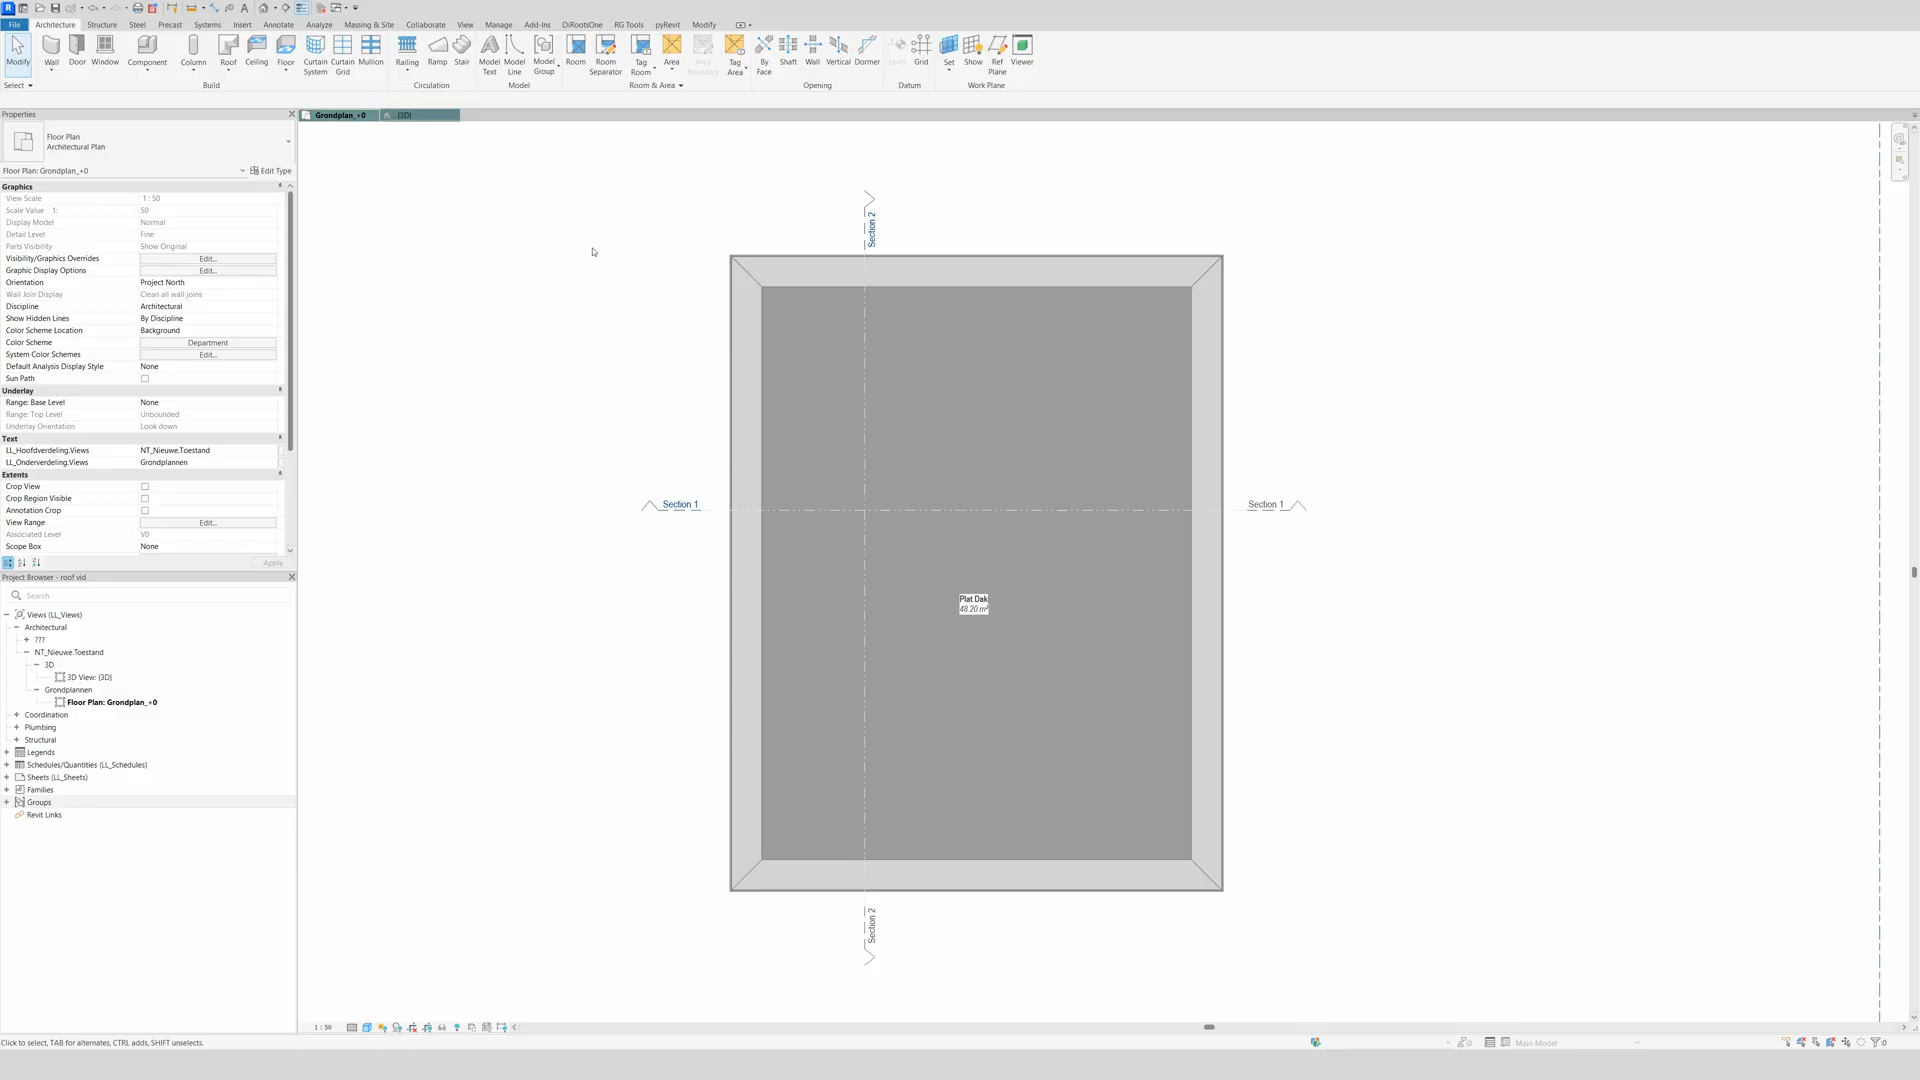 File Architecture Structure Steel Precast Systems Insert Annotate Analyze Massing & Site Collaborate View Manage Add-Ins DiRootsOne RG Tools pyRevit Modify
Modify Wall Door Window Component Column Roof Ceiling Floor Curtain System Curtain Grid Mullion Railing Ramp Stair Model Text Model Line Model Group Room Room Separator Tag Room Area Area Boundary Tag Area By Face Shaft Wall Vertical Dormer Level Grid Set Show Ref Plane Viewer
Select Build Circulation Model Room & Area Opening Datum Work Plane
Properties
Grondplan_+0 {3D}
Floor Plan
Architectural Plan
Floor Plan: Grondplan_+0 Edit Type
Graphics
View Scale 1 : 50
Scale Value 1: 50
Display Model Normal
Detail Level Fine
Parts Visibility Show Original
Visibility/Graphics Overrides Edit...
Graphic Display Options Edit...
Orientation Project North
Wall Join Display Clean all wall joins
Discipline Architectural
Show Hidden Lines By Discipline
Color Scheme Location Background
Color Scheme Department
System Color Schemes Edit...
Default Analysis Display Style None
Sun Path
Underlay
Range: Base Level None
Range: Top Level Unbounded
Underlay Orientation Look down
Text
LL_Hoofdverdeling.Views NT_Nieuwe.Toestand
LL_Onderverdeling.Views Grondplannen
Extents
Crop View
Crop Region Visible
Annotation Crop
View Range Edit...
Associated Level V0
Scope Box None
Apply
Project Browser - roof vid
Search
Views (LL_Views)
Architectural
???
NT_Nieuwe.Toestand
3D
3D View: {3D}
Grondplannen
Floor Plan: Grondplan_+0
Coordination
Plumbing
Structural
Legends
Schedules/Quantities (LL_Schedules)
Sheets (LL_Sheets)
Families
Groups
Revit Links
Section 2
Section 1
Section 1
Plat Dak
48.20 m²
Section 2
1 : 50
Click to select, TAB for alternates, CTRL adds, SHIFT unselects.
:0 Main Model :0